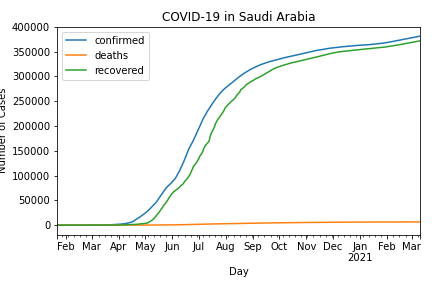 COVID-19 in Saudi Arabia
confirmed
deaths
recovered
400000
350000
300000
250000
200000
150000
100000
50000
0
Number of Cases
Feb Mar Apr May Jun Jul Aug Sep Oct Nov Dec Jan Feb Mar
2021
Day